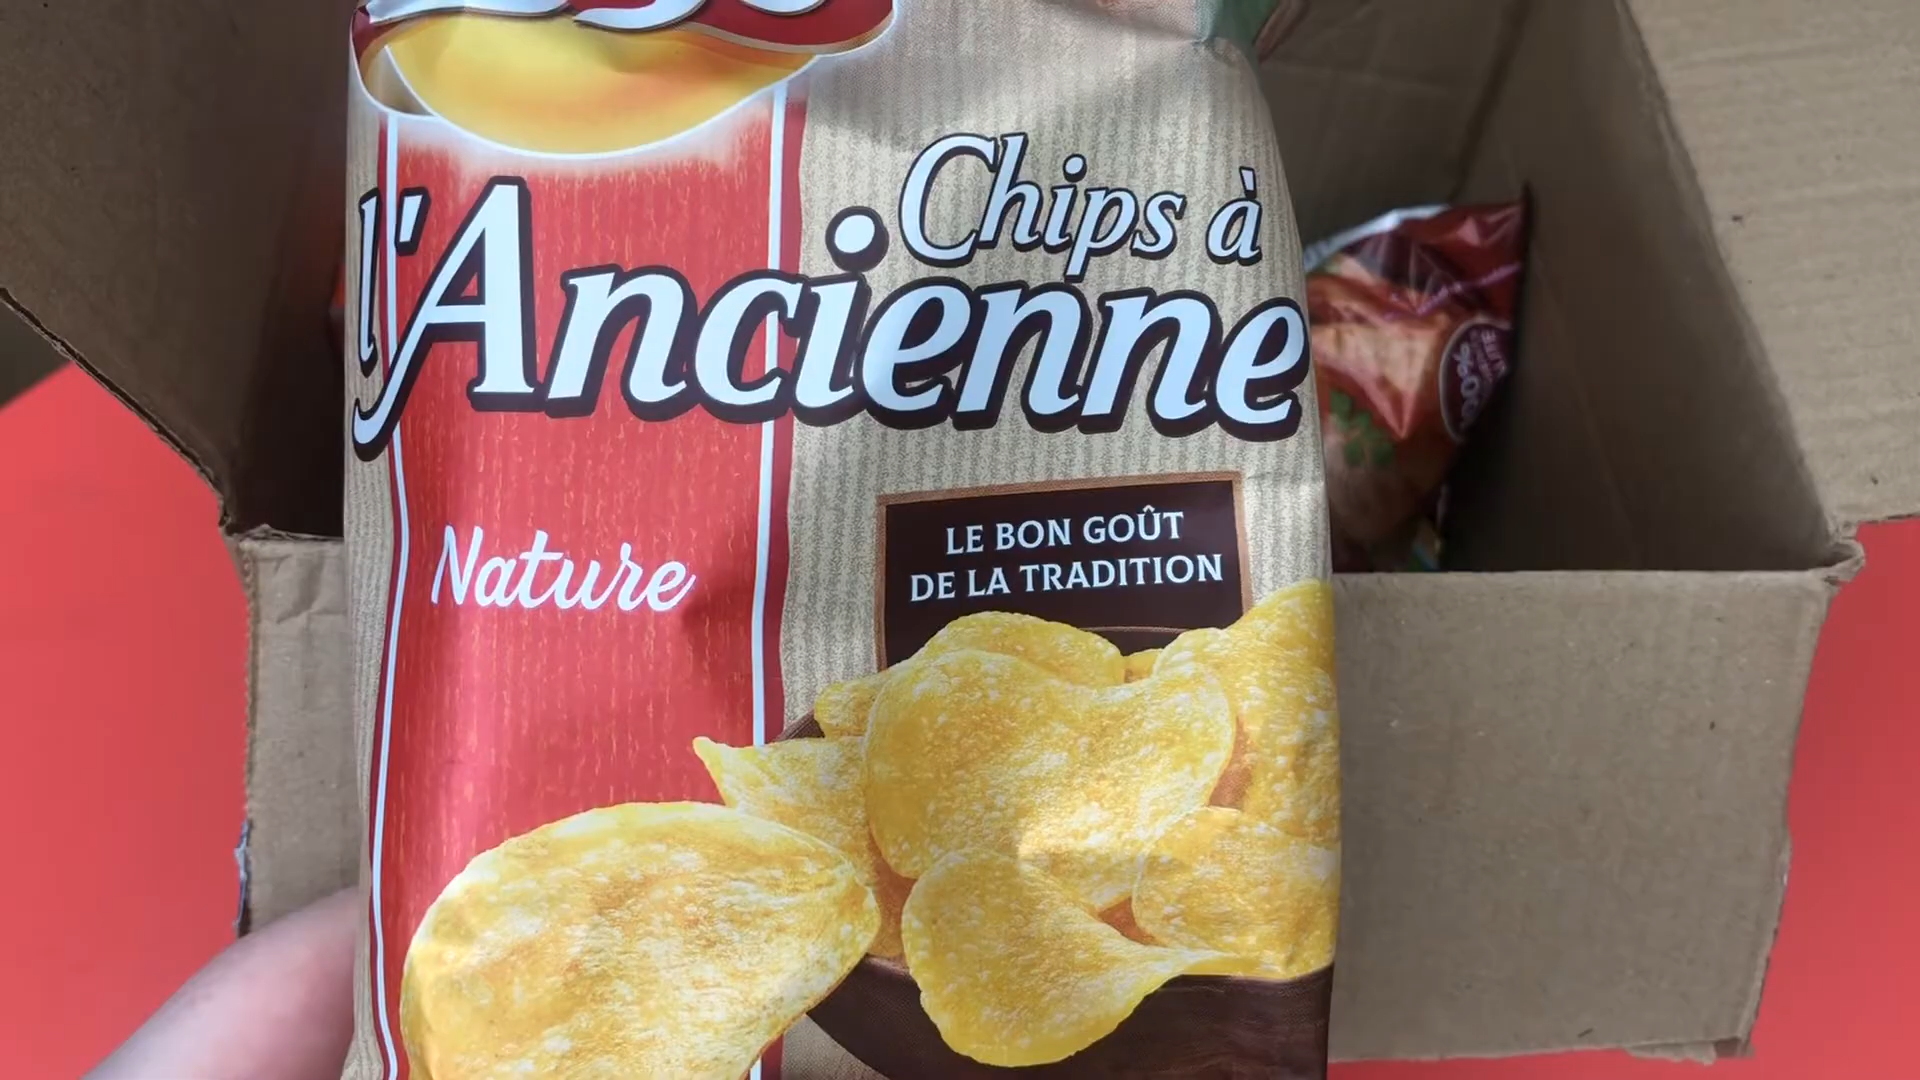 Chips à
l'Ancienne
Nature
LE BON GOÛT
DE LA TRADITION